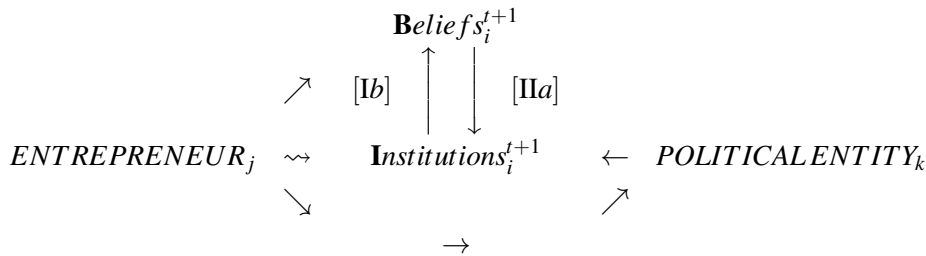 Beliefs_i^{t+1}
↗ [Ib] ↑ ↓ [IIa]
ENTREPRENEUR_j ⇝ Institutions_i^{t+1} ← POLITICALENTITY_k
↘ ↗
→